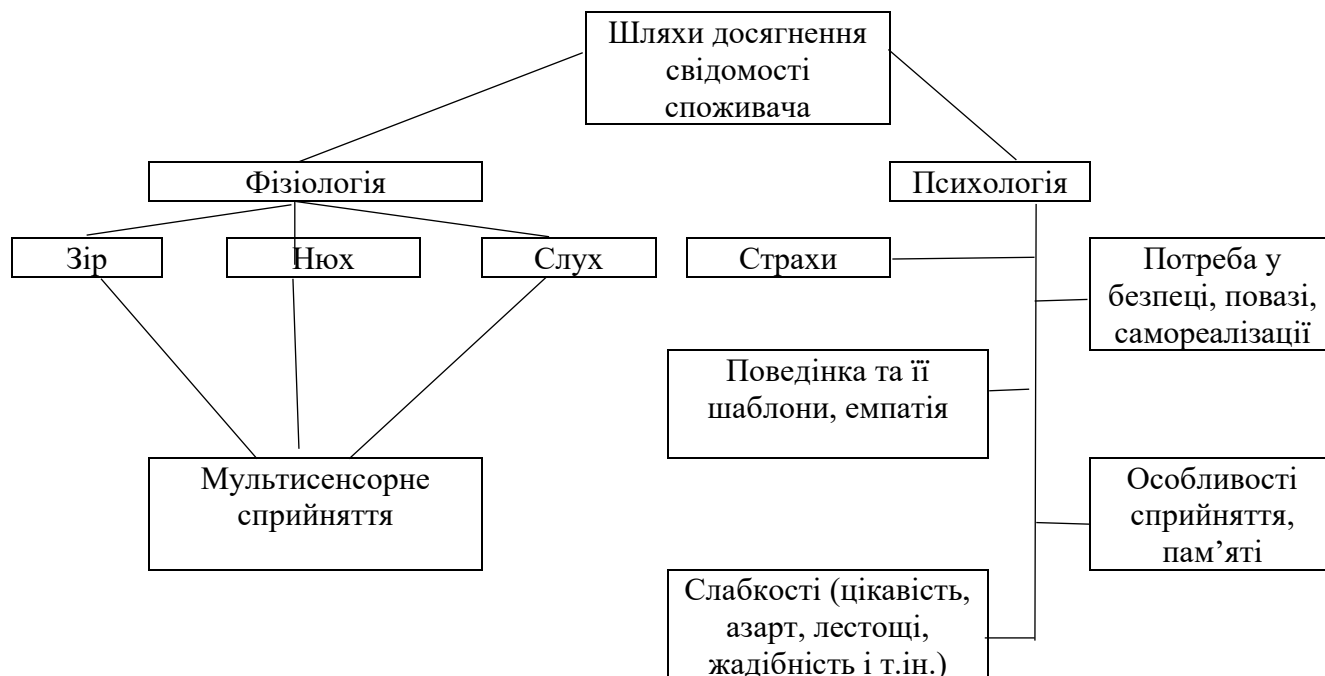 Шляхи досягнення
свідомості
споживача
Фізіологія
Психологія
Зір
Нюх
Слух
Страхи
Потреба у
безпеці, повазі,
самореалізації
Поведінка та її
шаблони, емпатія
Мультисенсорне
сприйняття
Особливості
сприйняття,
пам’яті
Слабкості (цікавість,
азарт, лестощі,
жадібність і т.ін.)